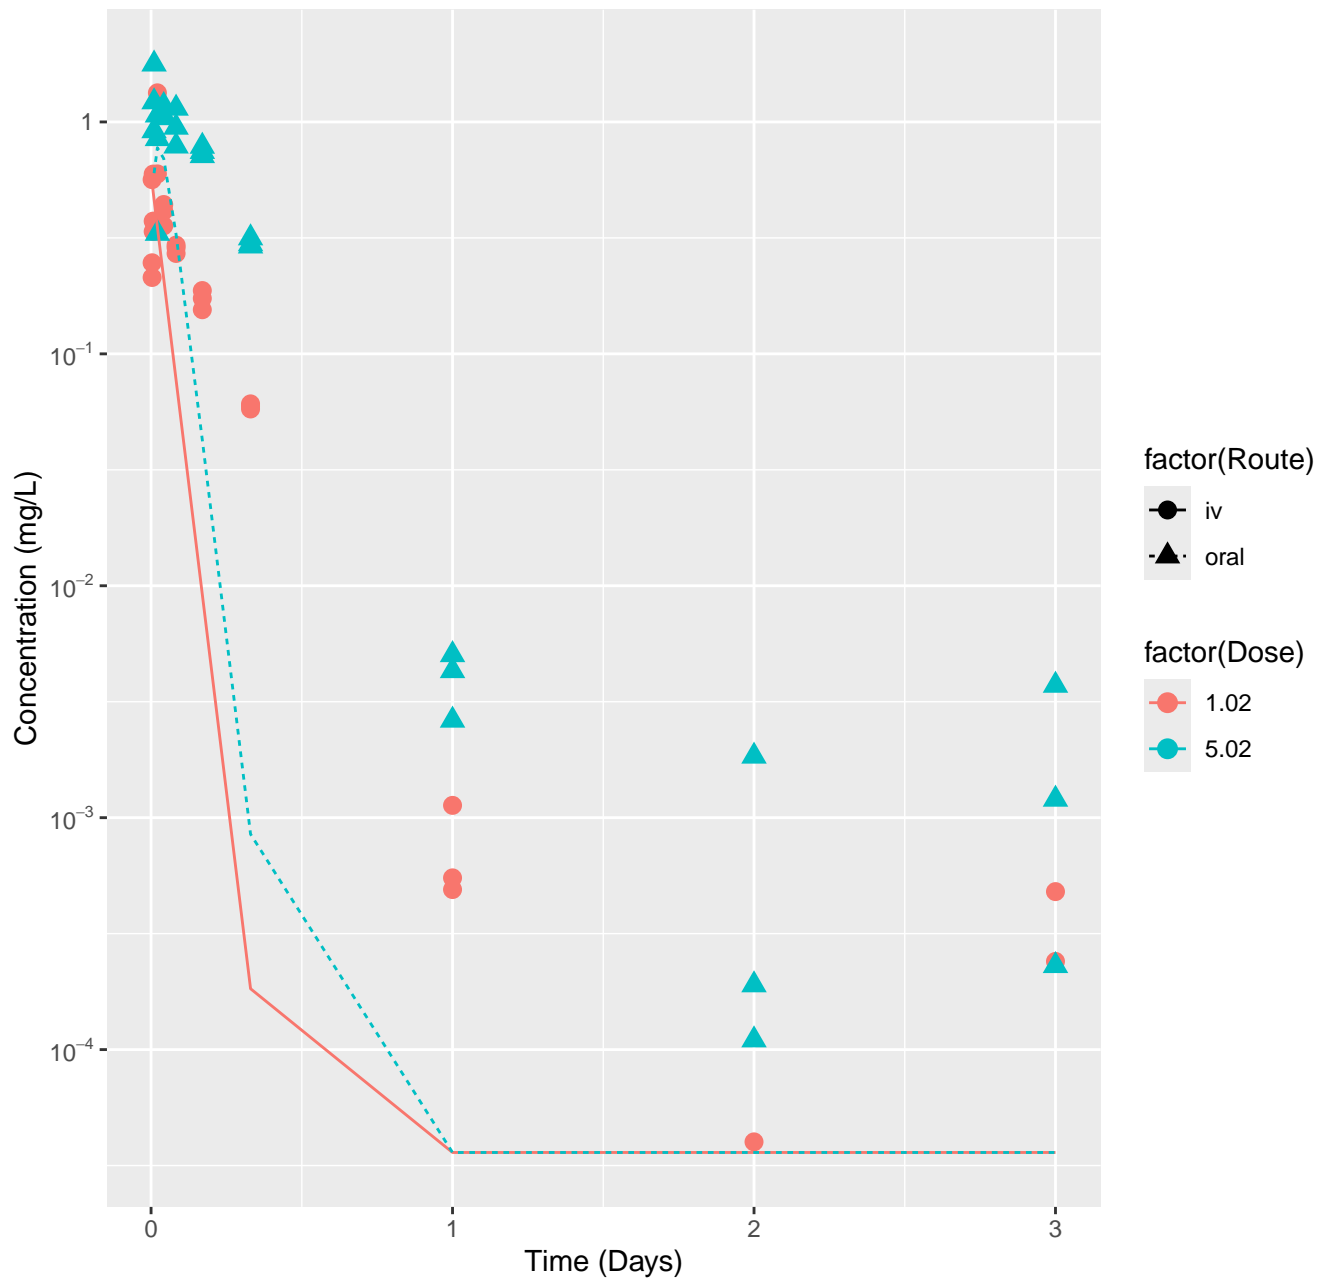 1
10⁻¹
10⁻²
10⁻³
10⁻⁴
0 1 2 3
Time (Days)
Concentration (mg/L)
factor(Route)
iv
oral
factor(Dose)
1.02
5.02